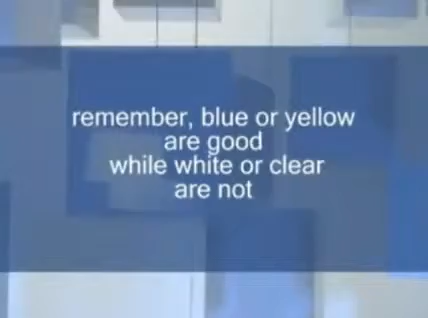 remember, blue or yellow
are good
while white or clear
are not